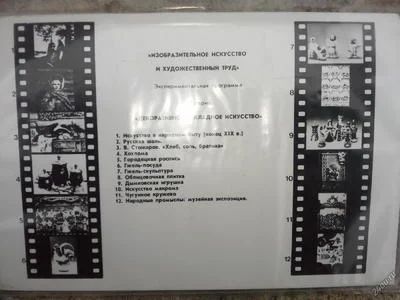 «ИЗОБРАЗИТЕЛЬНОЕ ИСКУССТВО
И ХУДОЖЕСТВЕННЫЙ ТРУД»
Экспериментальная программа
ИСКУССТВО»
1. Искусство в народном быту (конец XIX в.)
2. Русская шаль.
3. В. Стожаров. «Хлеб, соль, братина»
4. Хохлома
5. Городецкая роспись
6. Гжель-посуда
7. Гжель-скульптура
8. Облицовочная плитка
9. Дымковская игрушка
10. Искусство макраме
11. Чугунное кружево
12. Народные промыслы: музейная экспозиция.
1
2
3
4
5
6
7
8
9
10
11
12